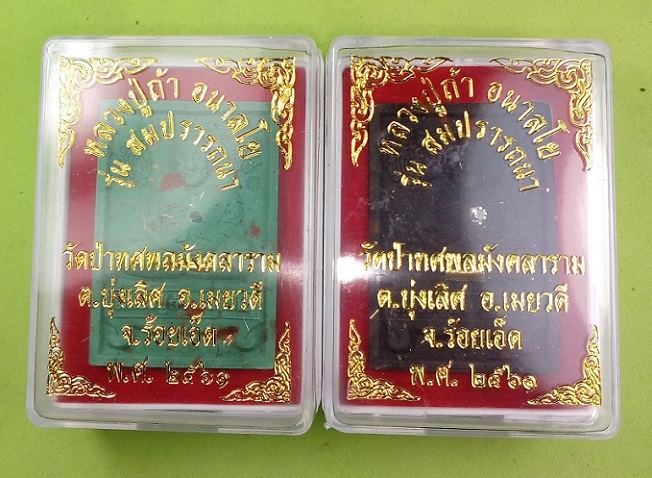 หลวงปู่ถ้า อนาลโย
รุ่น สมปรารถนา
วัดป่าทศพลมังคลาราม
ต.ยุ่งเลิศ อ.เมยวดี
จ.ร้อยเอ็ด
พ.ศ. ๒๕๖๑
หลวงปู่ถ้า อนาลโย
รุ่น สมปรารถนา
วัดป่าทศพลมังคลาราม
ต.ยุ่งเลิศ อ.เมยวดี
จ.ร้อยเอ็ด
พ.ศ. ๒๕๖๑